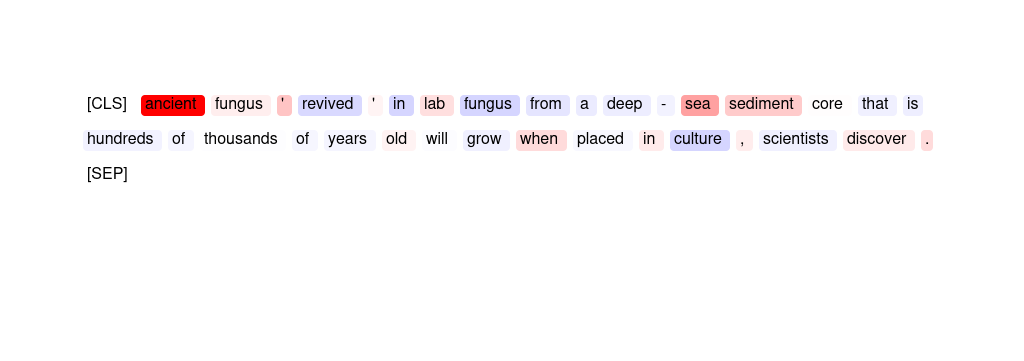 [CLS] ancient fungus ' revived ' in lab fungus from a deep - sea sediment core that is
hundreds of thousands of years old will grow when placed in culture , scientists discover .
[SEP]